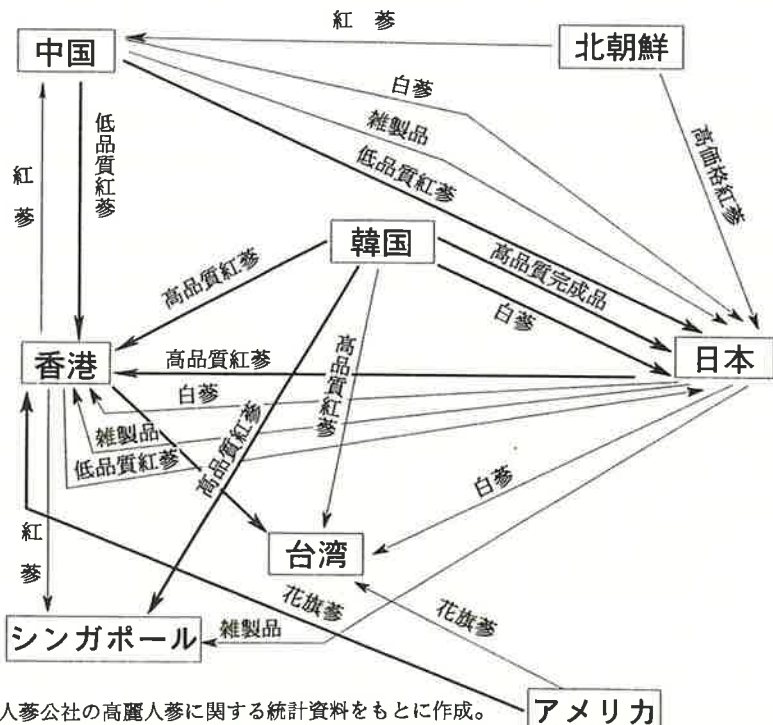 紅蔘
中国
北朝鮮
白蔘
雑製品
低品質紅蔘
低品質紅蔘
紅蔘
高価格紅蔘
韓国
高品質紅蔘
高品質完成品
白蔘
香港
高品質紅蔘
高品質紅蔘
日本
白蔘
雑製品
低品質紅蔘
高品質紅蔘
白蔘
紅蔘
台湾
花旗蔘
花旗蔘
シンガポール
雑製品
人蔘公社の高麗人蔘に関する統計資料をもとに作成。
アメリカ